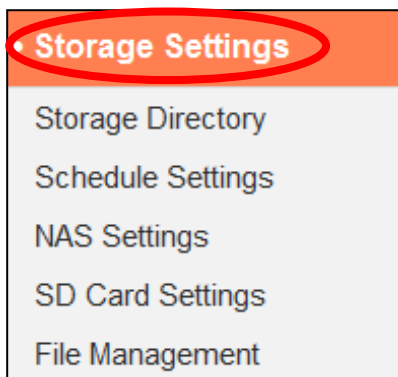 • Storage Settings
Storage Directory
Schedule Settings
NAS Settings
SD Card Settings
File Management